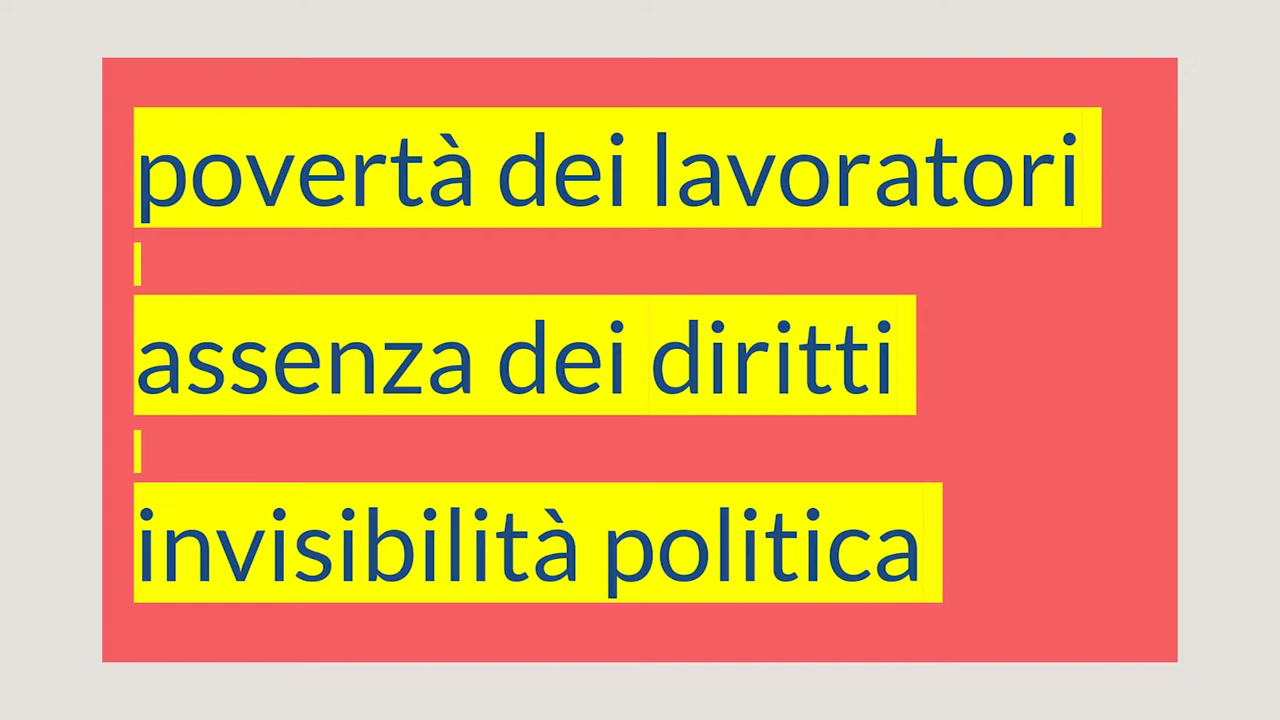 povertà dei lavoratori
assenza dei diritti
invisibilità politica